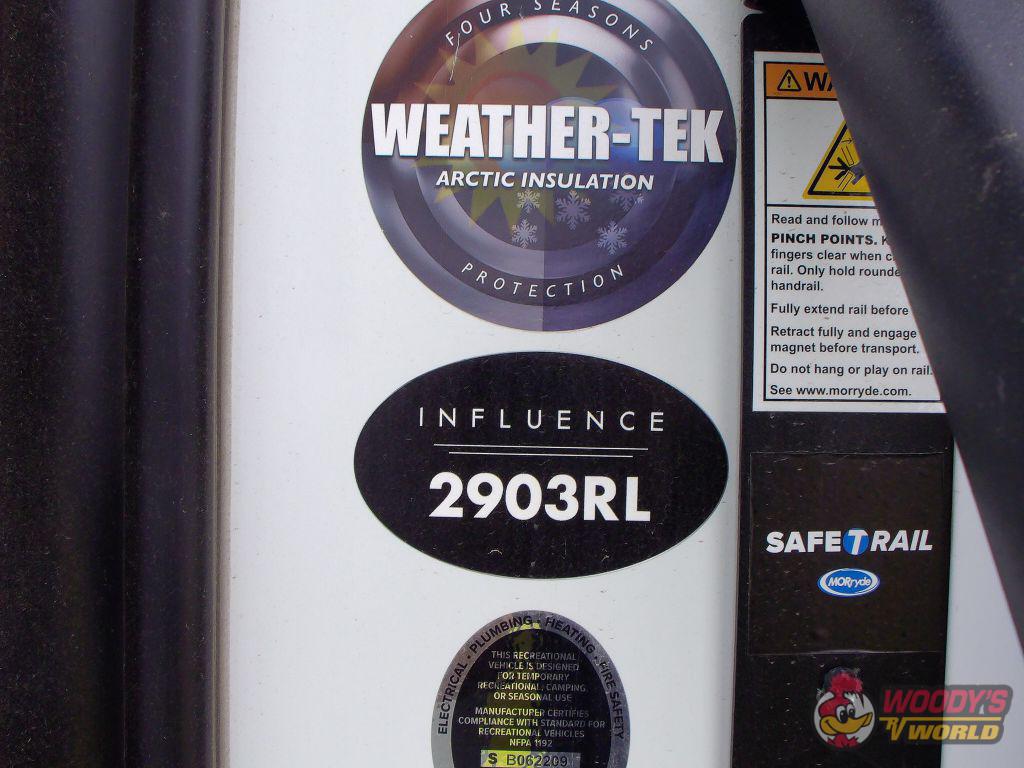 FOUR SEASONS
WEATHER-TEK
ARCTIC INSULATION
PROTECTION
INFLUENCE
2903RL
ELECTRICAL · PLUMBING · HEATING · FIRE SAFETY
THIS RECREATIONAL
VEHICLE IS DESIGNED
FOR TEMPORARY
RECREATIONAL, CAMPING,
OR SEASONAL USE
MANUFACTURER CERTIFIES
COMPLIANCE WITH STANDARD FOR
RECREATIONAL VEHICLES
NFPA 1192
S B062209
WA
Read and follow m
PINCH POINTS. K
fingers clear when c
rail. Only hold rounde
handrail.
Fully extend rail before
Retract fully and engage
magnet before transport.
Do not hang or play on rail.
See www.morryde.com.
SAFE T RAIL
MORryde
WOODY'S
RV WORLD